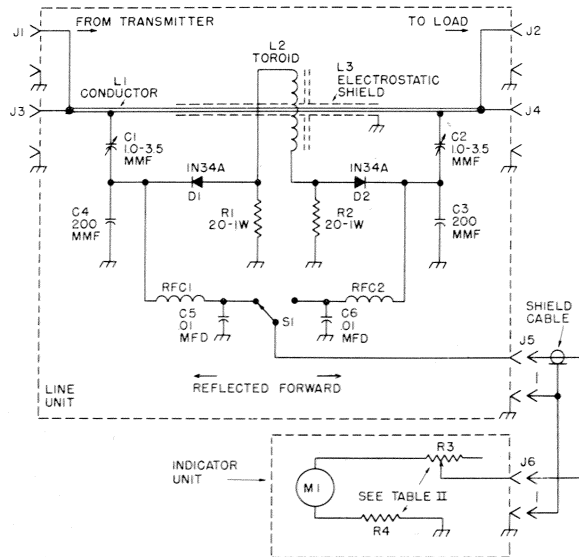 J1
FROM TRANSMITTER
TO LOAD
J2
L2
TOROID
L3
ELECTROSTATIC
SHIELD
L1
CONDUCTOR
J3
J4
C1
1.0-3.5
MMF
C2
1.0-3.5
MMF
1N34A
D1
1N34A
D2
C4
200
MMF
R1
20-1W
R2
20-1W
C3
200
MMF
RFC1
RFC2
C5
.01
MFD
S1
C6
.01
MFD
J5
SHIELD
CABLE
REFLECTED FORWARD
LINE
UNIT
INDICATOR
UNIT
R3
J6
M1
SEE TABLE II
R4